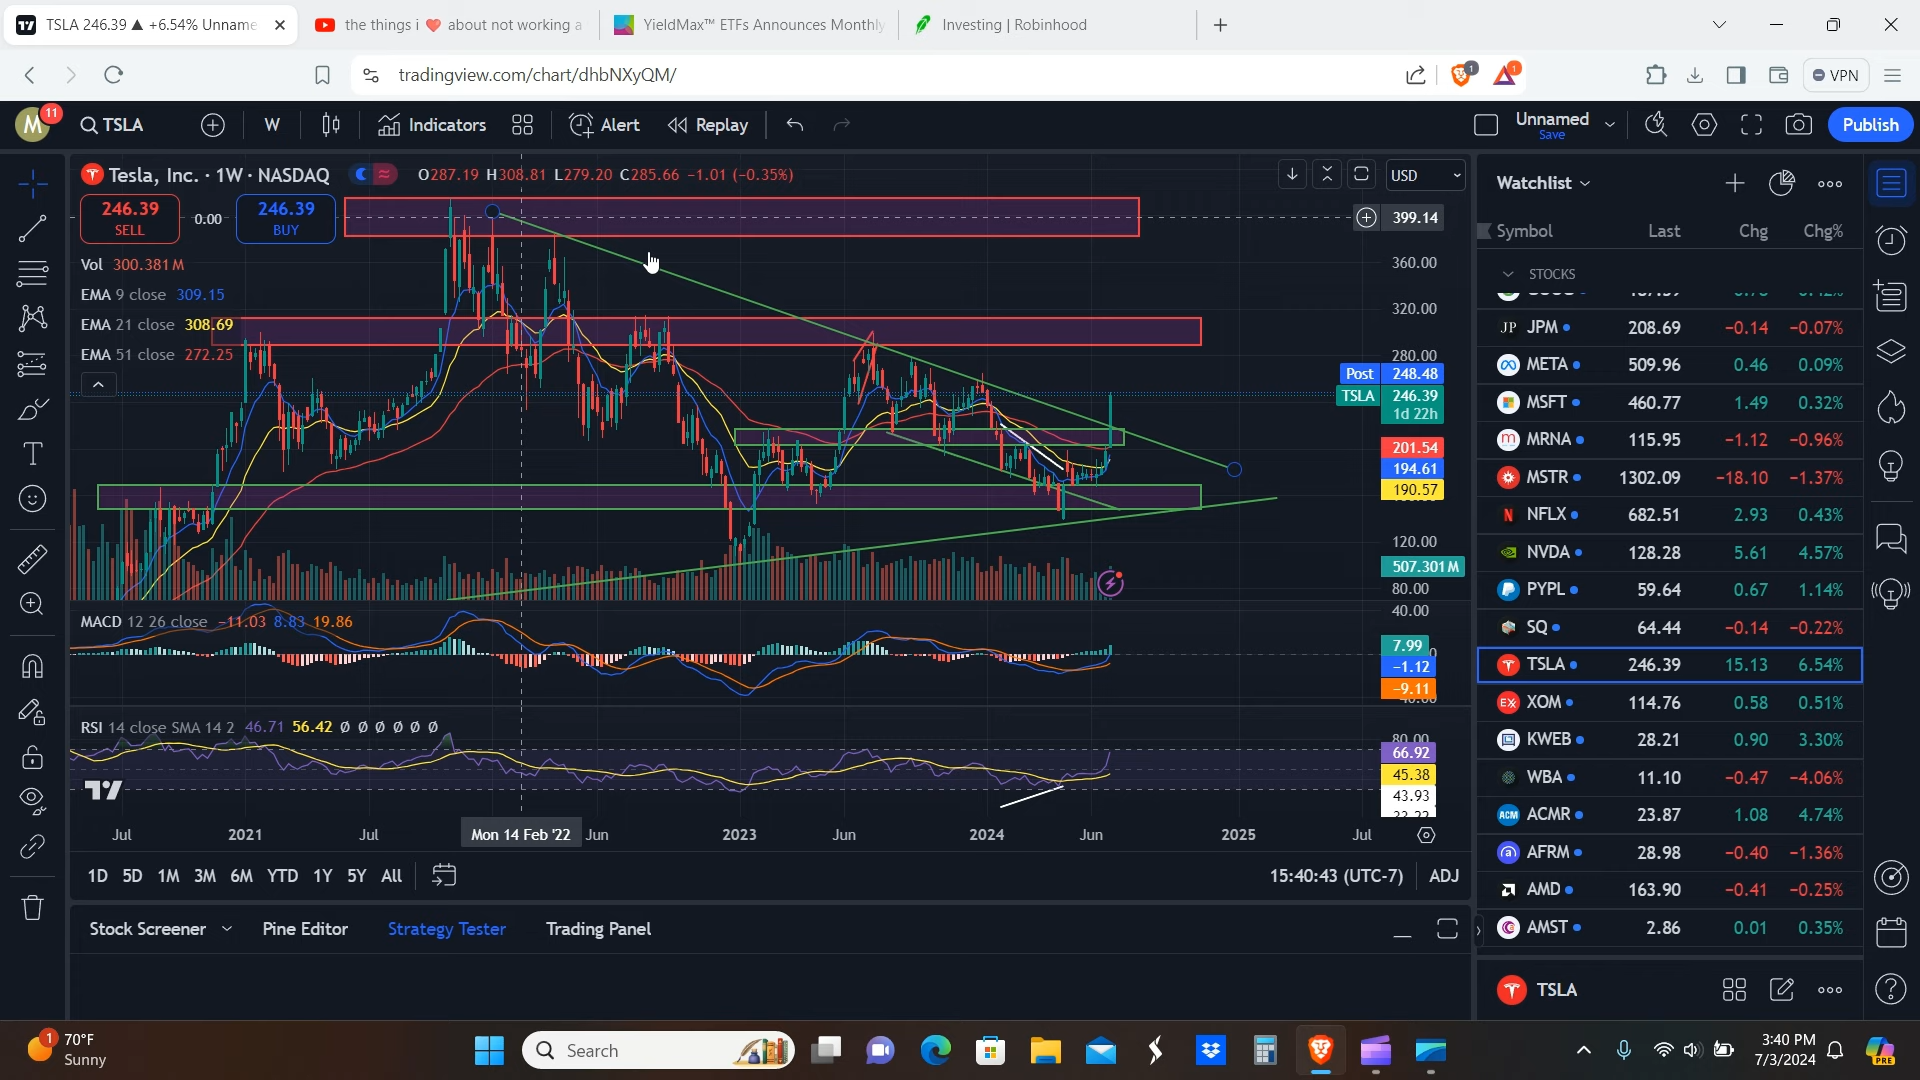 TSLA 246.39 ▲ +6.54% Unname
the things i ❤ about not working a
YieldMax™ ETFs Announces Monthly
Investing | Robinhood
tradingview.com/chart/dhbNXyQM/
1
1
VPN
M
11
TSLA
W
Indicators
Alert
Replay
Unnamed
Save
Publish
Tesla, Inc. · 1W · NASDAQ
O287.19 H308.81 L279.20 C285.66 −1.01 (−0.35%)
USD
246.39
SELL
0.00
246.39
BUY
Vol 300.381M
EMA 9 close 309.15
EMA 21 close 308.69
EMA 51 close 272.25
399.14
360.00
320.00
280.00
Post 248.48
TSLA 246.39
1d 22h
201.54
194.61
190.57
120.00
507.301M
80.00
MACD 12 26 close −11.03 8.83 19.86
40.00
7.99
−1.12
−9.11
RSI 14 close SMA 14 2 46.71 56.42 Ø Ø Ø Ø Ø Ø
80.00
66.92
45.38
43.93
Jul 2021 Jul Mon 14 Feb '22 Jun 2023 Jun 2024 Jun 2025 Jul
1D 5D 1M 3M 6M YTD 1Y 5Y All
15:40:43 (UTC-7) ADJ
Stock Screener Pine Editor Strategy Tester Trading Panel
Watchlist
Symbol Last Chg Chg%
STOCKS
JP JPM 208.69 −0.14 −0.07%
META 509.96 0.46 0.09%
MSFT 460.77 1.49 0.32%
m MRNA 115.95 −1.12 −0.96%
MSTR 1302.09 −18.10 −1.37%
N NFLX 682.51 2.93 0.43%
NVDA 128.28 5.61 4.57%
PYPL 59.64 0.67 1.14%
SQ 64.44 −0.14 −0.22%
TSLA 246.39 15.13 6.54%
EX XOM 114.76 0.58 0.51%
KWEB 28.21 0.90 3.30%
WBA 11.10 −0.47 −4.06%
ACM ACMR 23.87 1.08 4.74%
a AFRM 28.98 −0.40 −1.36%
AMD 163.90 −0.41 −0.25%
AMST 2.86 0.01 0.35%
TSLA
1
70°F
Sunny
Search
3:40 PM
7/3/2024
PRE